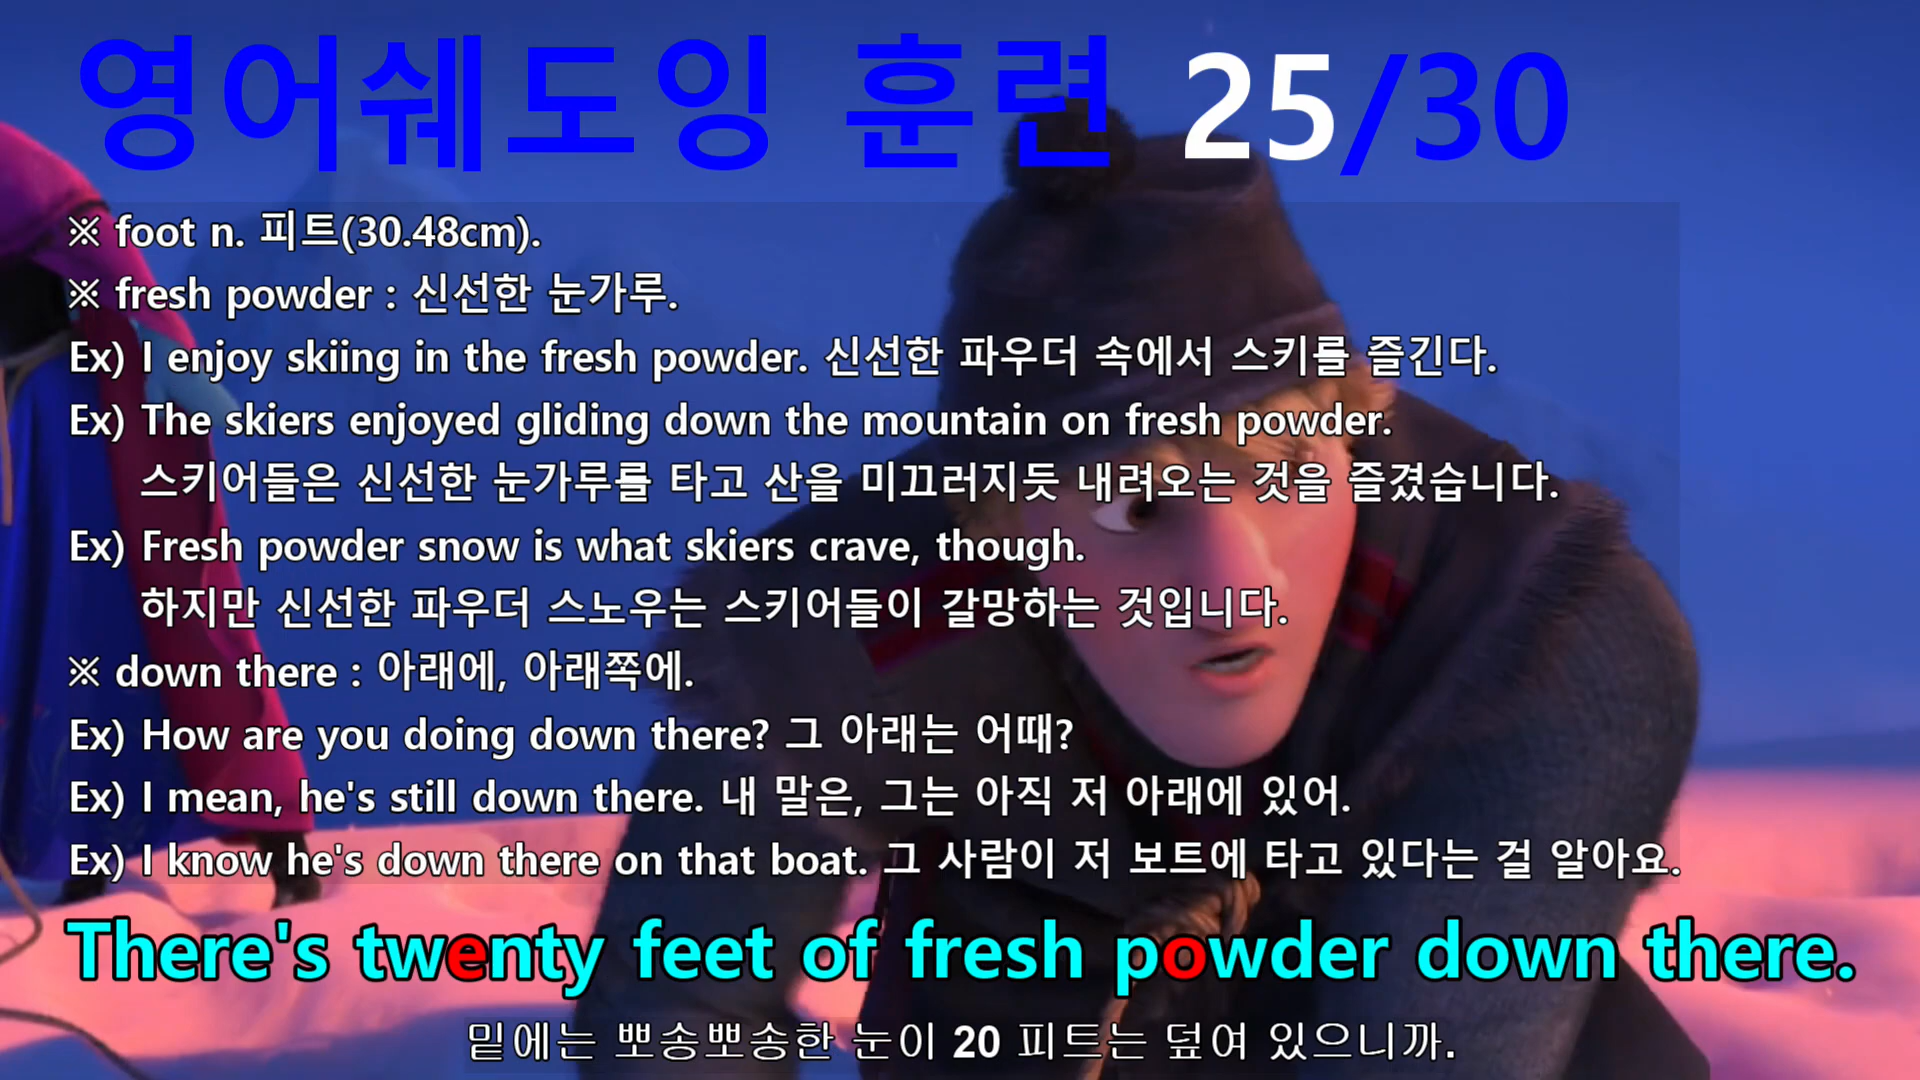 영어쉐도잉 훈련 25/30
※ foot n. 피트(30.48cm).
※ fresh powder : 신선한 눈가루.
Ex) I enjoy skiing in the fresh powder. 신선한 파우더 속에서 스키를 즐긴다.
Ex) The skiers enjoyed gliding down the mountain on fresh powder.
스키어들은 신선한 눈가루를 타고 산을 미끄러지듯 내려오는 것을 즐겼습니다.
Ex) Fresh powder snow is what skiers crave, though.
하지만 신선한 파우더 스노우는 스키어들이 갈망하는 것입니다.
※ down there : 아래에, 아래쪽에.
Ex) How are you doing down there? 그 아래는 어때?
Ex) I mean, he's still down there. 내 말은, 그는 아직 저 아래에 있어.
Ex) I know he's down there on that boat. 그 사람이 저 보트에 타고 있다는 걸 알아요.
There's twenty feet of fresh powder down there.
밑에는 뽀송뽀송한 눈이 20 피트는 덮여 있으니까.